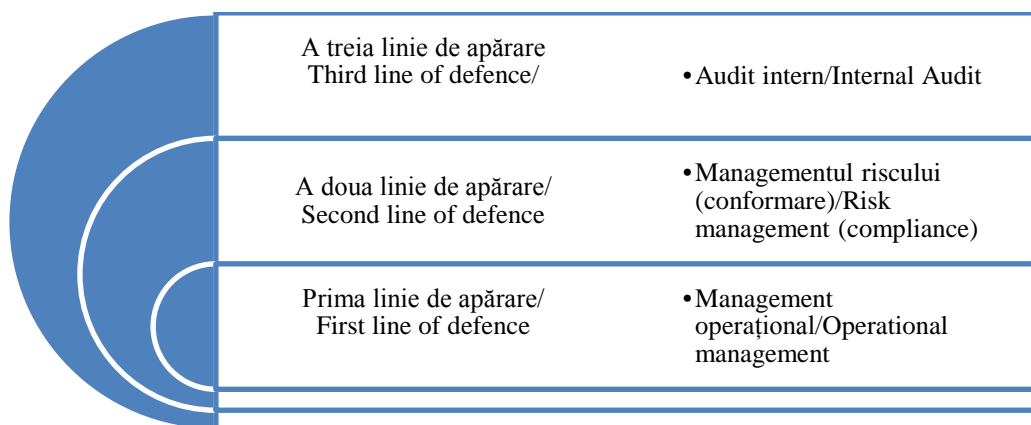 A treia linie de apărare
Third line of defence/
•Audit intern/Internal Audit
A doua linie de apărare/
Second line of defence
•Managementul riscului
(conformare)/Risk
management (compliance)
Prima linie de apărare/
First line of defence
•Management
operațional/Operational
management